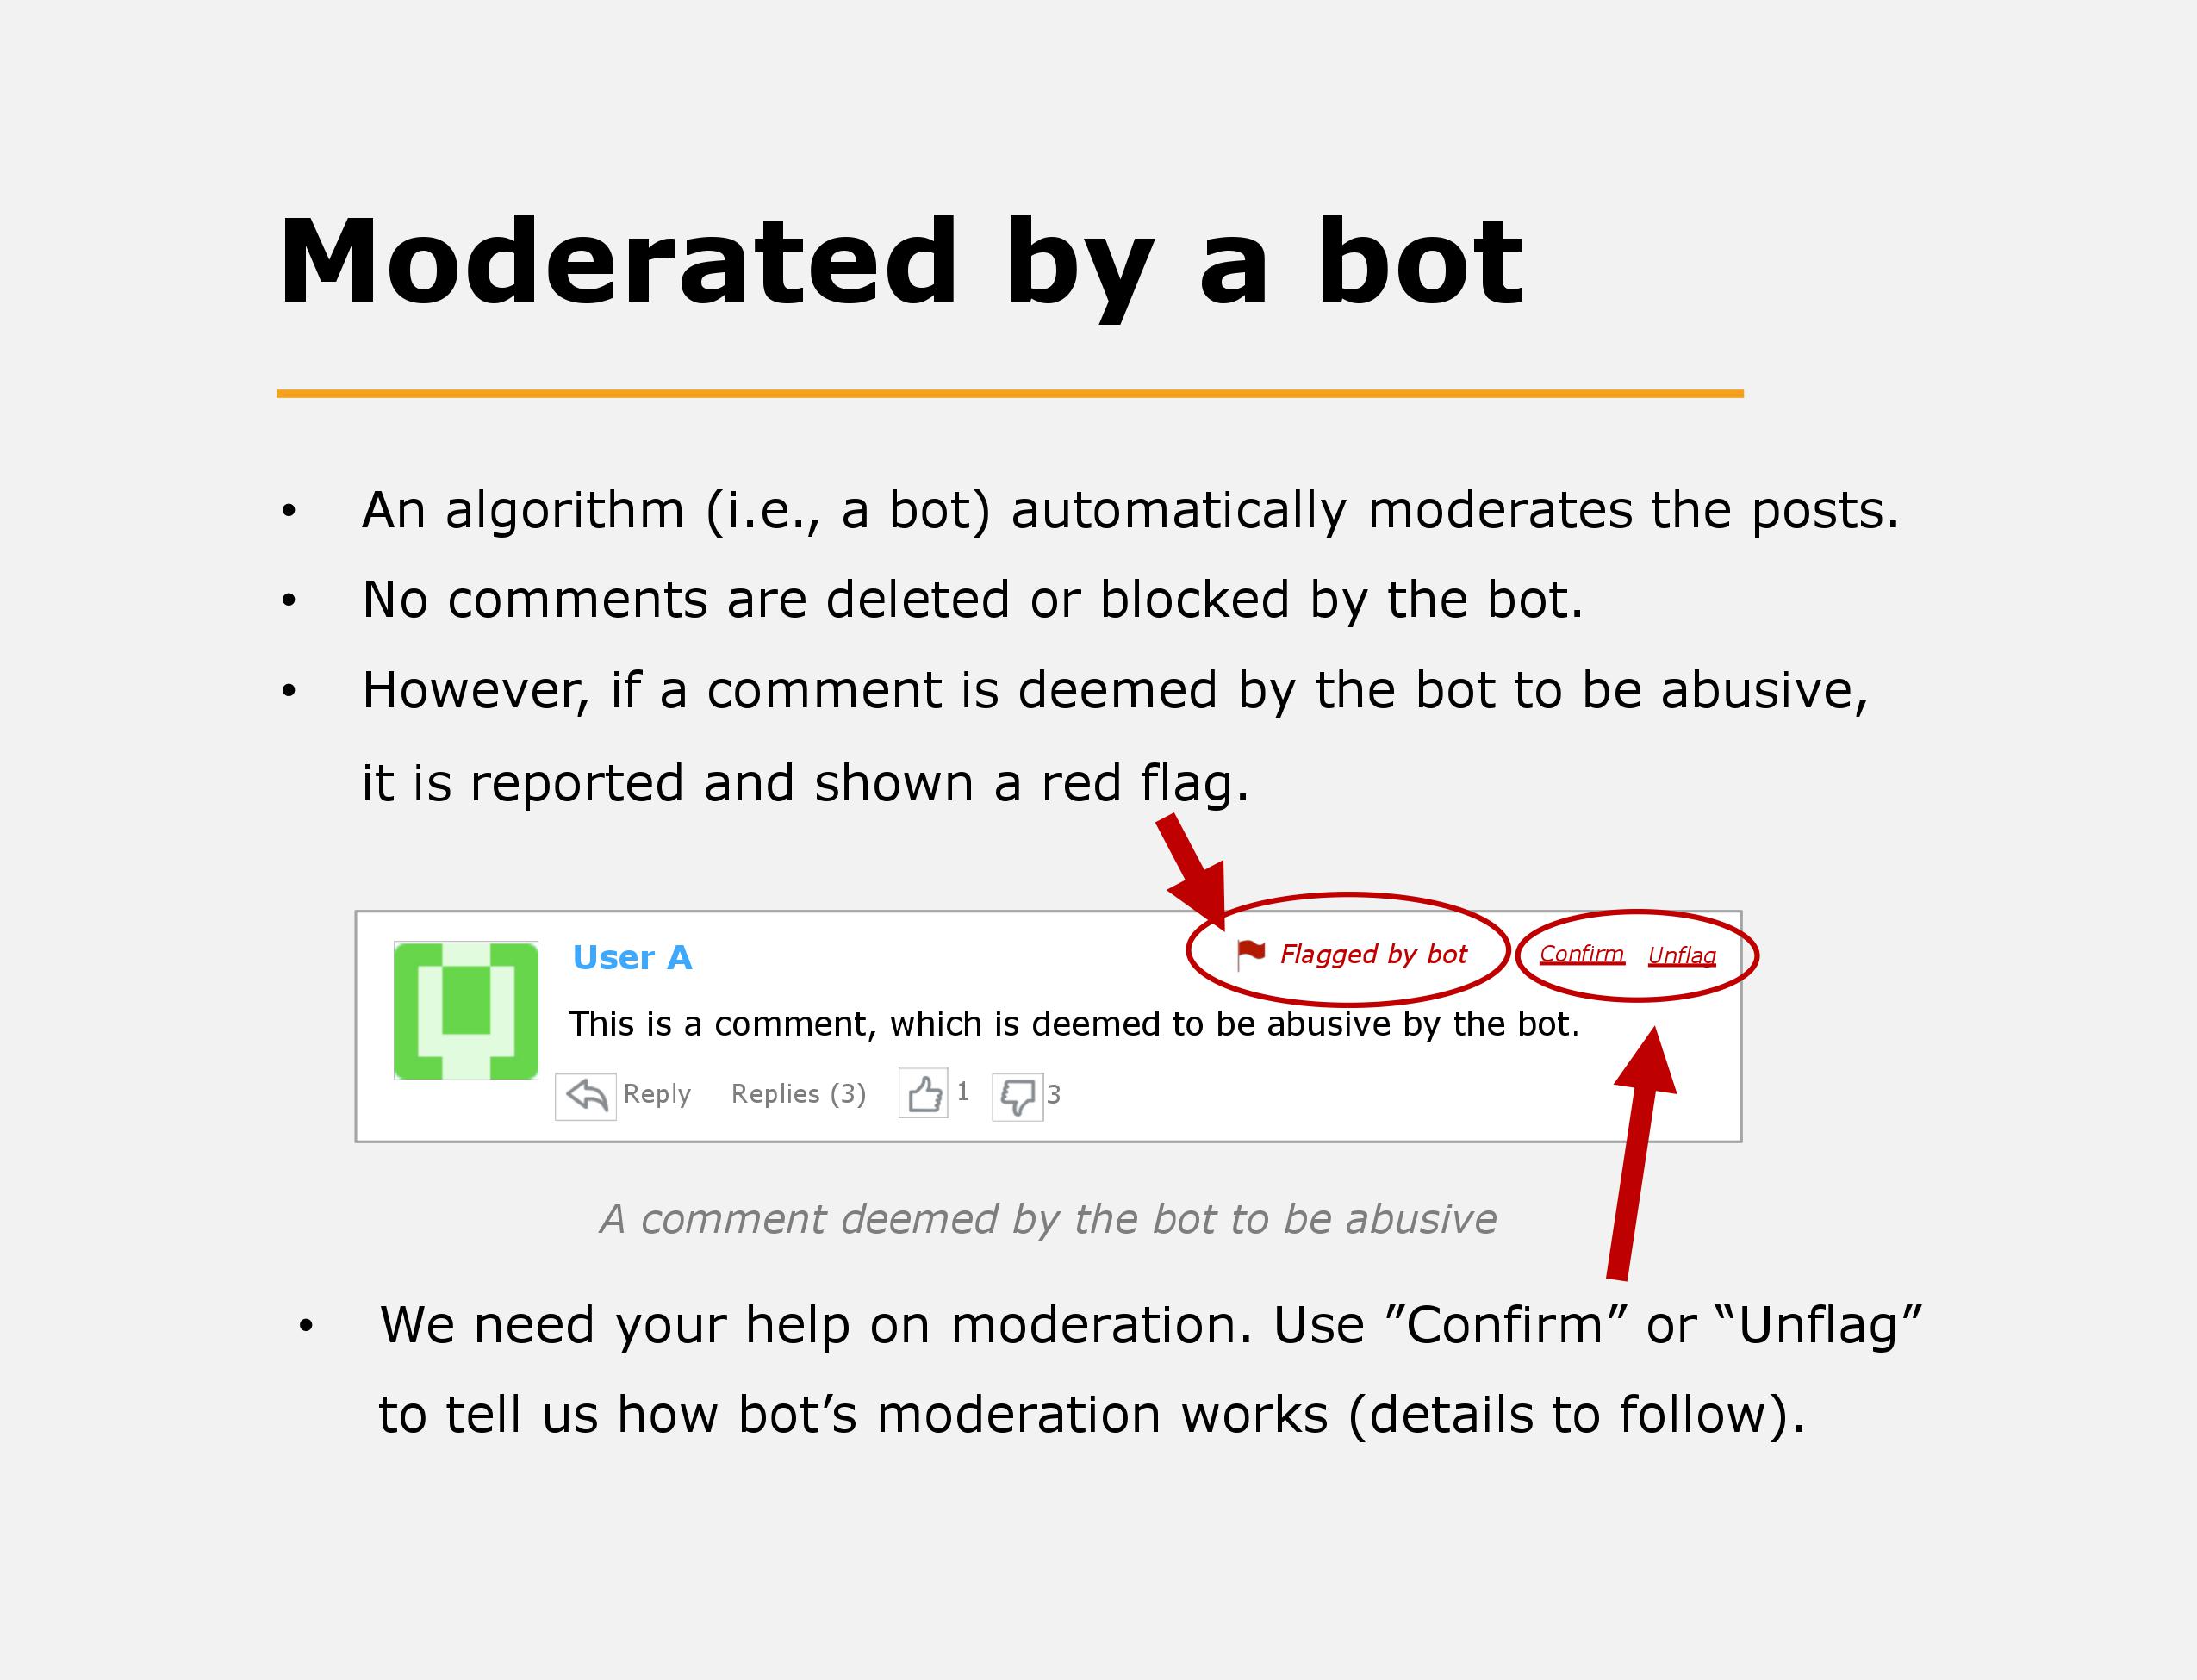 Moderated by a bot
• An algorithm (i.e., a bot) automatically moderates the posts.
• No comments are deleted or blocked by the bot.
• However, if a comment is deemed by the bot to be abusive,
it is reported and shown a red flag.
User A
Flagged by bot Confirm Unflag
This is a comment, which is deemed to be abusive by the bot.
Reply Replies (3) 1 3
A comment deemed by the bot to be abusive
• We need your help on moderation. Use ”Confirm” or “Unflag”
to tell us how bot’s moderation works (details to follow).